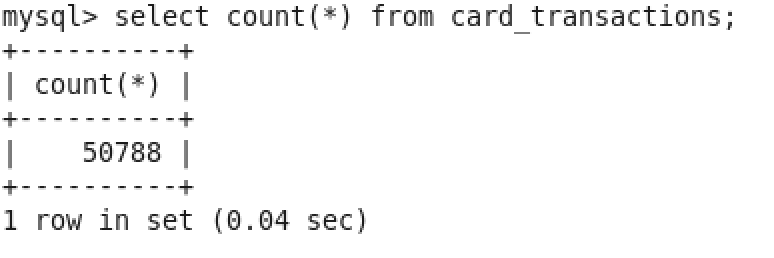 mysql> select count(*) from card_transactions;
+----------+
| count(*) |
+----------+
|    50788 |
+----------+
1 row in set (0.04 sec)